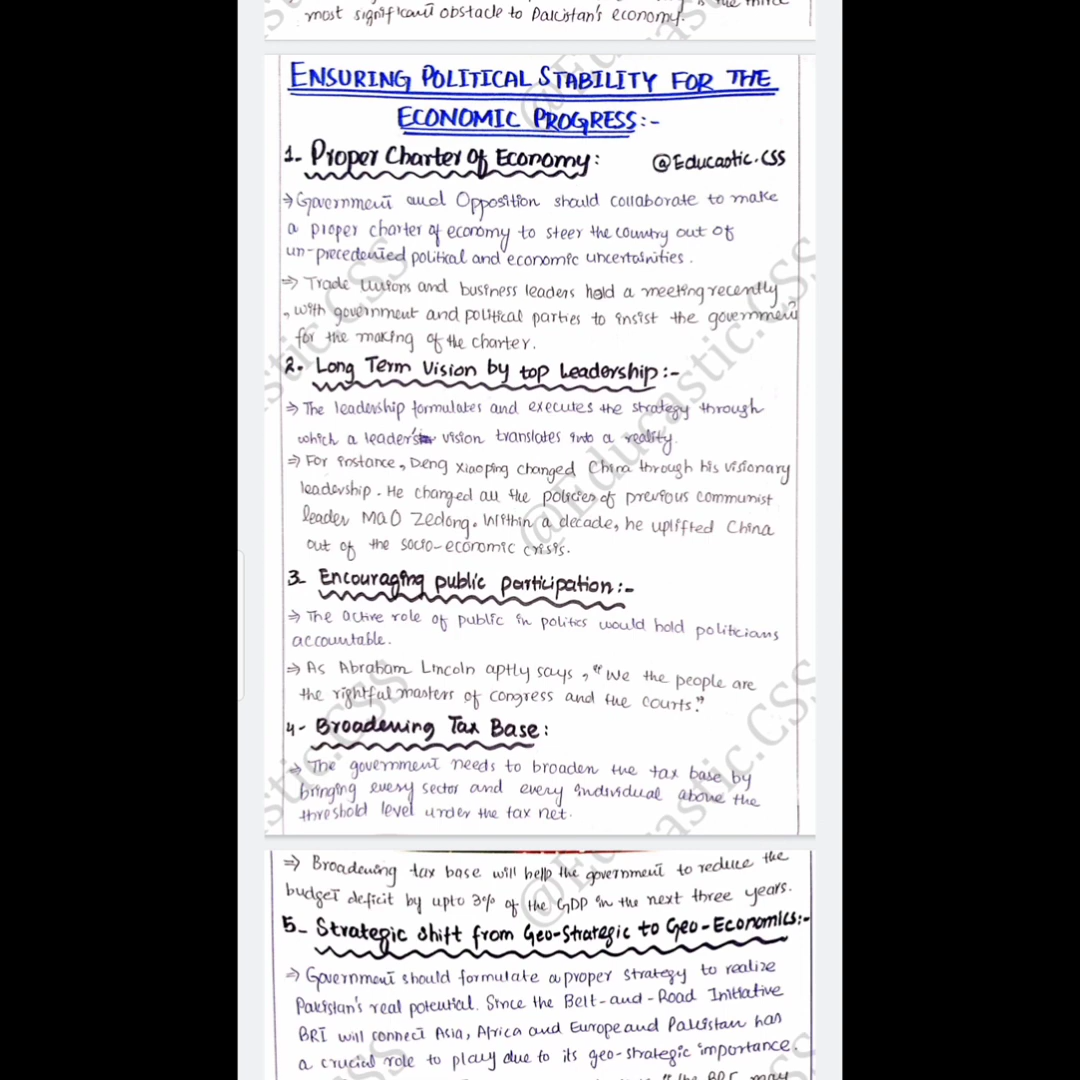 most significant obstacle to Pakistan's economy.
ENSURING POLITICAL STABILITY FOR THE
ECONOMIC PROGRESS:-
1- Proper Charter Of Economy: @Educastic.CSS
⇒ Government and Opposition should collaborate to make
a proper charter of economy to steer the country out of
un-precedented political and economic uncertainities.
⇒ Trade unions and business leaders held a meeting recently
, with government and political parties to insist the government
for the making of the charter.
2. Long Term Vision by top leadership:-
⇒ The leadership formulates and executes the strategy through
which a leader's vision translates into a reality.
⇒ For instance, Deng Xiaoping changed China through his visionary
leadership. He changed all the policies of previous communist
leader Mao Zedong. Within a decade, he uplifted China
out of the socio-economic crisis.
3. Encouraging public participation:-
⇒ The active role of public in politics would hold politicians
accountable.
⇒ As Abraham Lincoln aptly says, "We the people are
the rightful masters of congress and the courts."
4- Broadening Tax Base:
⇒ The government needs to broaden the tax base by
bringing every sector and every individual above the
threshold level under the tax net.
⇒ Broadening tax base will help the government to reduce the
budget deficit by upto 3% of the GDP in the next three years.
5- Strategic shift from Geo-Strategic to Geo-Economics:-
⇒ Government should formulate a proper strategy to realize
Pakistan's real potential. Since the Belt-and-Road Initiative
BRI will connect Asia, Africa and Europe and Pakistan has
a crucial role to play due to its geo-strategic importance.